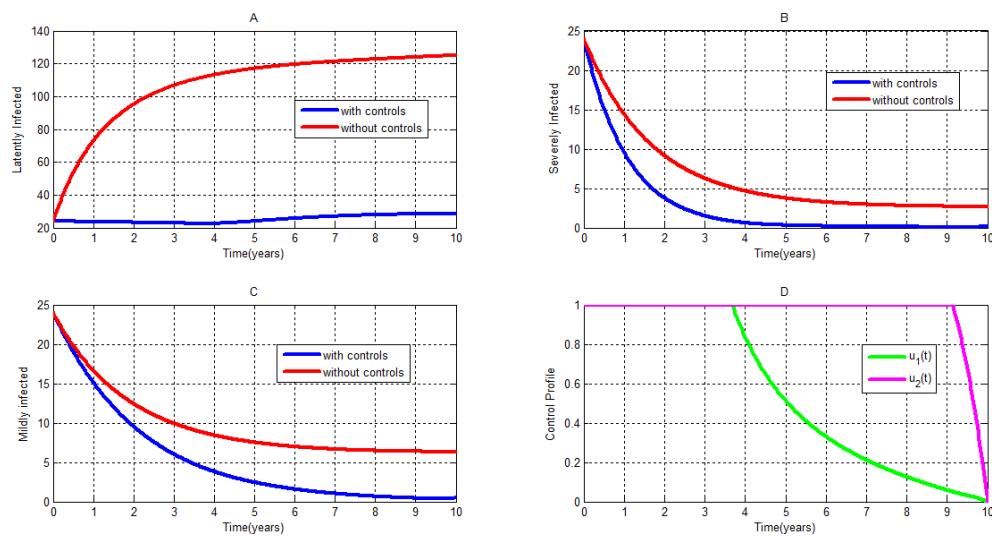 A
140
120
100
80
60
40
20
Latently Infected
with controls
without controls
0 1 2 3 4 5 6 7 8 9 10
Time(years)
B
25
20
15
10
5
0
Severely Infected
with controls
without controls
0 1 2 3 4 5 6 7 8 9 10
Time(years)
C
25
20
15
10
5
0
Mildly infected
with controls
without controls
0 1 2 3 4 5 6 7 8 9 10
Time(years)
D
1
0.8
0.6
0.4
0.2
0
Control Profile
u₁(t)
u₂(t)
0 1 2 3 4 5 6 7 8 9 10
Time(years)